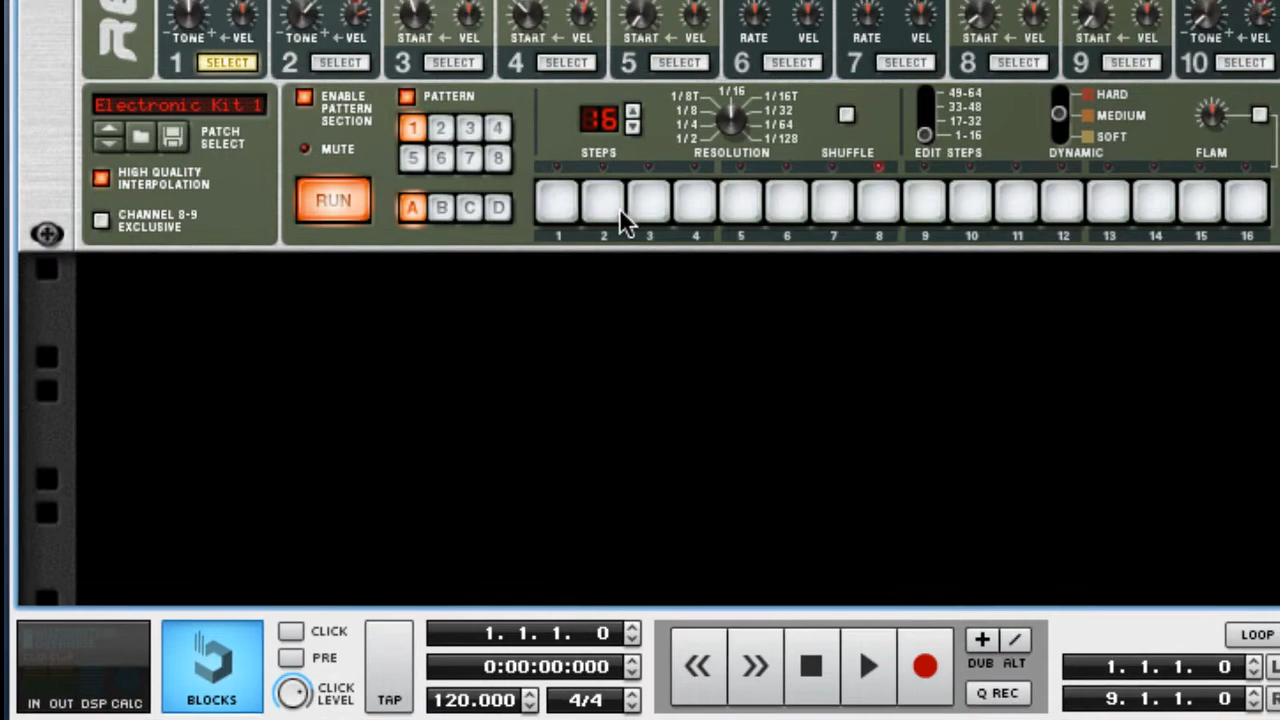 TONE VEL TONE VEL START VEL START VEL START VEL RATE VEL RATE VEL START VEL START VEL TONE VEL
1 SELECT 2 SELECT 3 SELECT 4 SELECT 5 SELECT 6 SELECT 7 SELECT 8 SELECT 9 SELECT 10 SELECT
Electronic Kit 1
PATCH
SELECT
HIGH QUALITY
INTERPOLATION
CHANNEL 8-9
EXCLUSIVE
ENABLE
PATTERN
SECTION
MUTE
RUN
PATTERN
1 2 3 4
5 6 7 8
A B C D
16
STEPS
1/16
1/8T 1/16T
1/8 1/32
1/4 1/64
1/2 1/128
RESOLUTION
SHUFFLE
49-64
33-48
17-32
1-16
EDIT STEPS
HARD
MEDIUM
SOFT
DYNAMIC
FLAM
1 2 3 4 5 6 7 8 9 10 11 12 13 14 15 16
IN OUT DSP CALC
BLOCKS
CLICK
PRE
CLICK
LEVEL
TAP
1. 1. 1. 0
0:00:00:000
120.000 4/4
DUB ALT
Q REC
LOOP
1. 1. 1. 0 L
9. 1. 1. 0 R